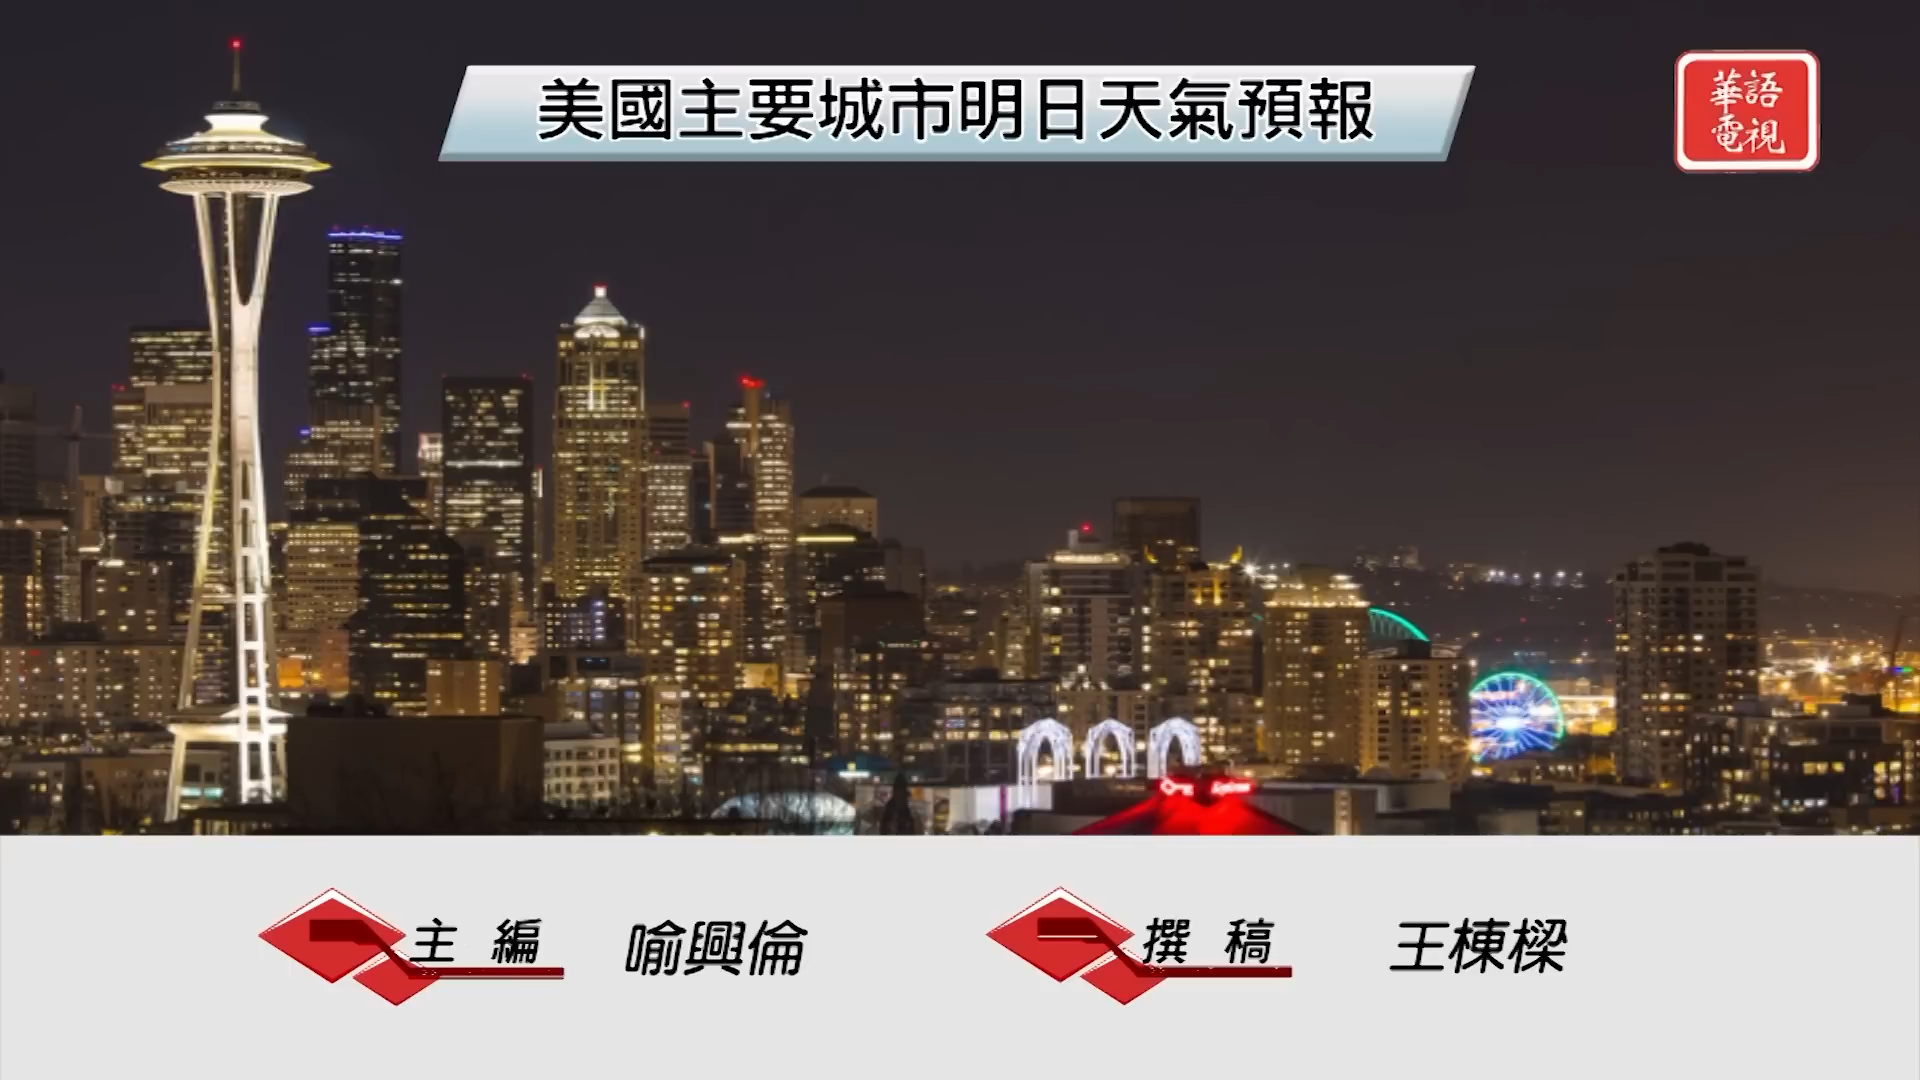 美國主要城市明日天氣預報
華語
電視
主編 喻興倫
撰稿 王棟樑